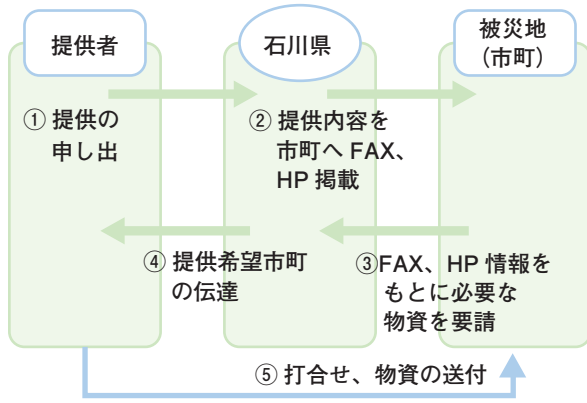 提供者
石川県
被災地
（市町）
① 提供の
申し出
② 提供内容を
市町へ FAX、
HP 掲載
③FAX、HP 情報を
もとに必要な
物資を要請
④ 提供希望市町
の伝達
⑤ 打合せ、物資の送付